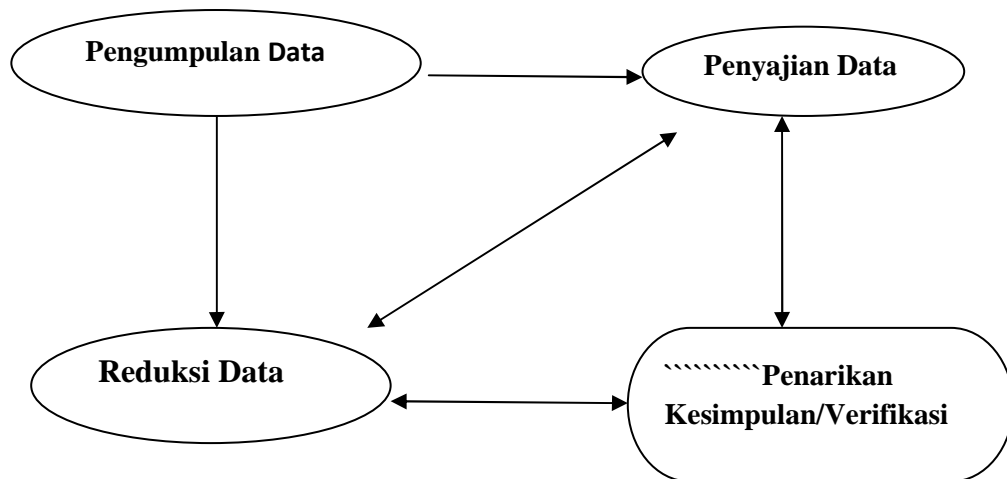 Pengumpulan Data
Penyajian Data
Reduksi Data
``````````Penarikan
Kesimpulan/Verifikasi